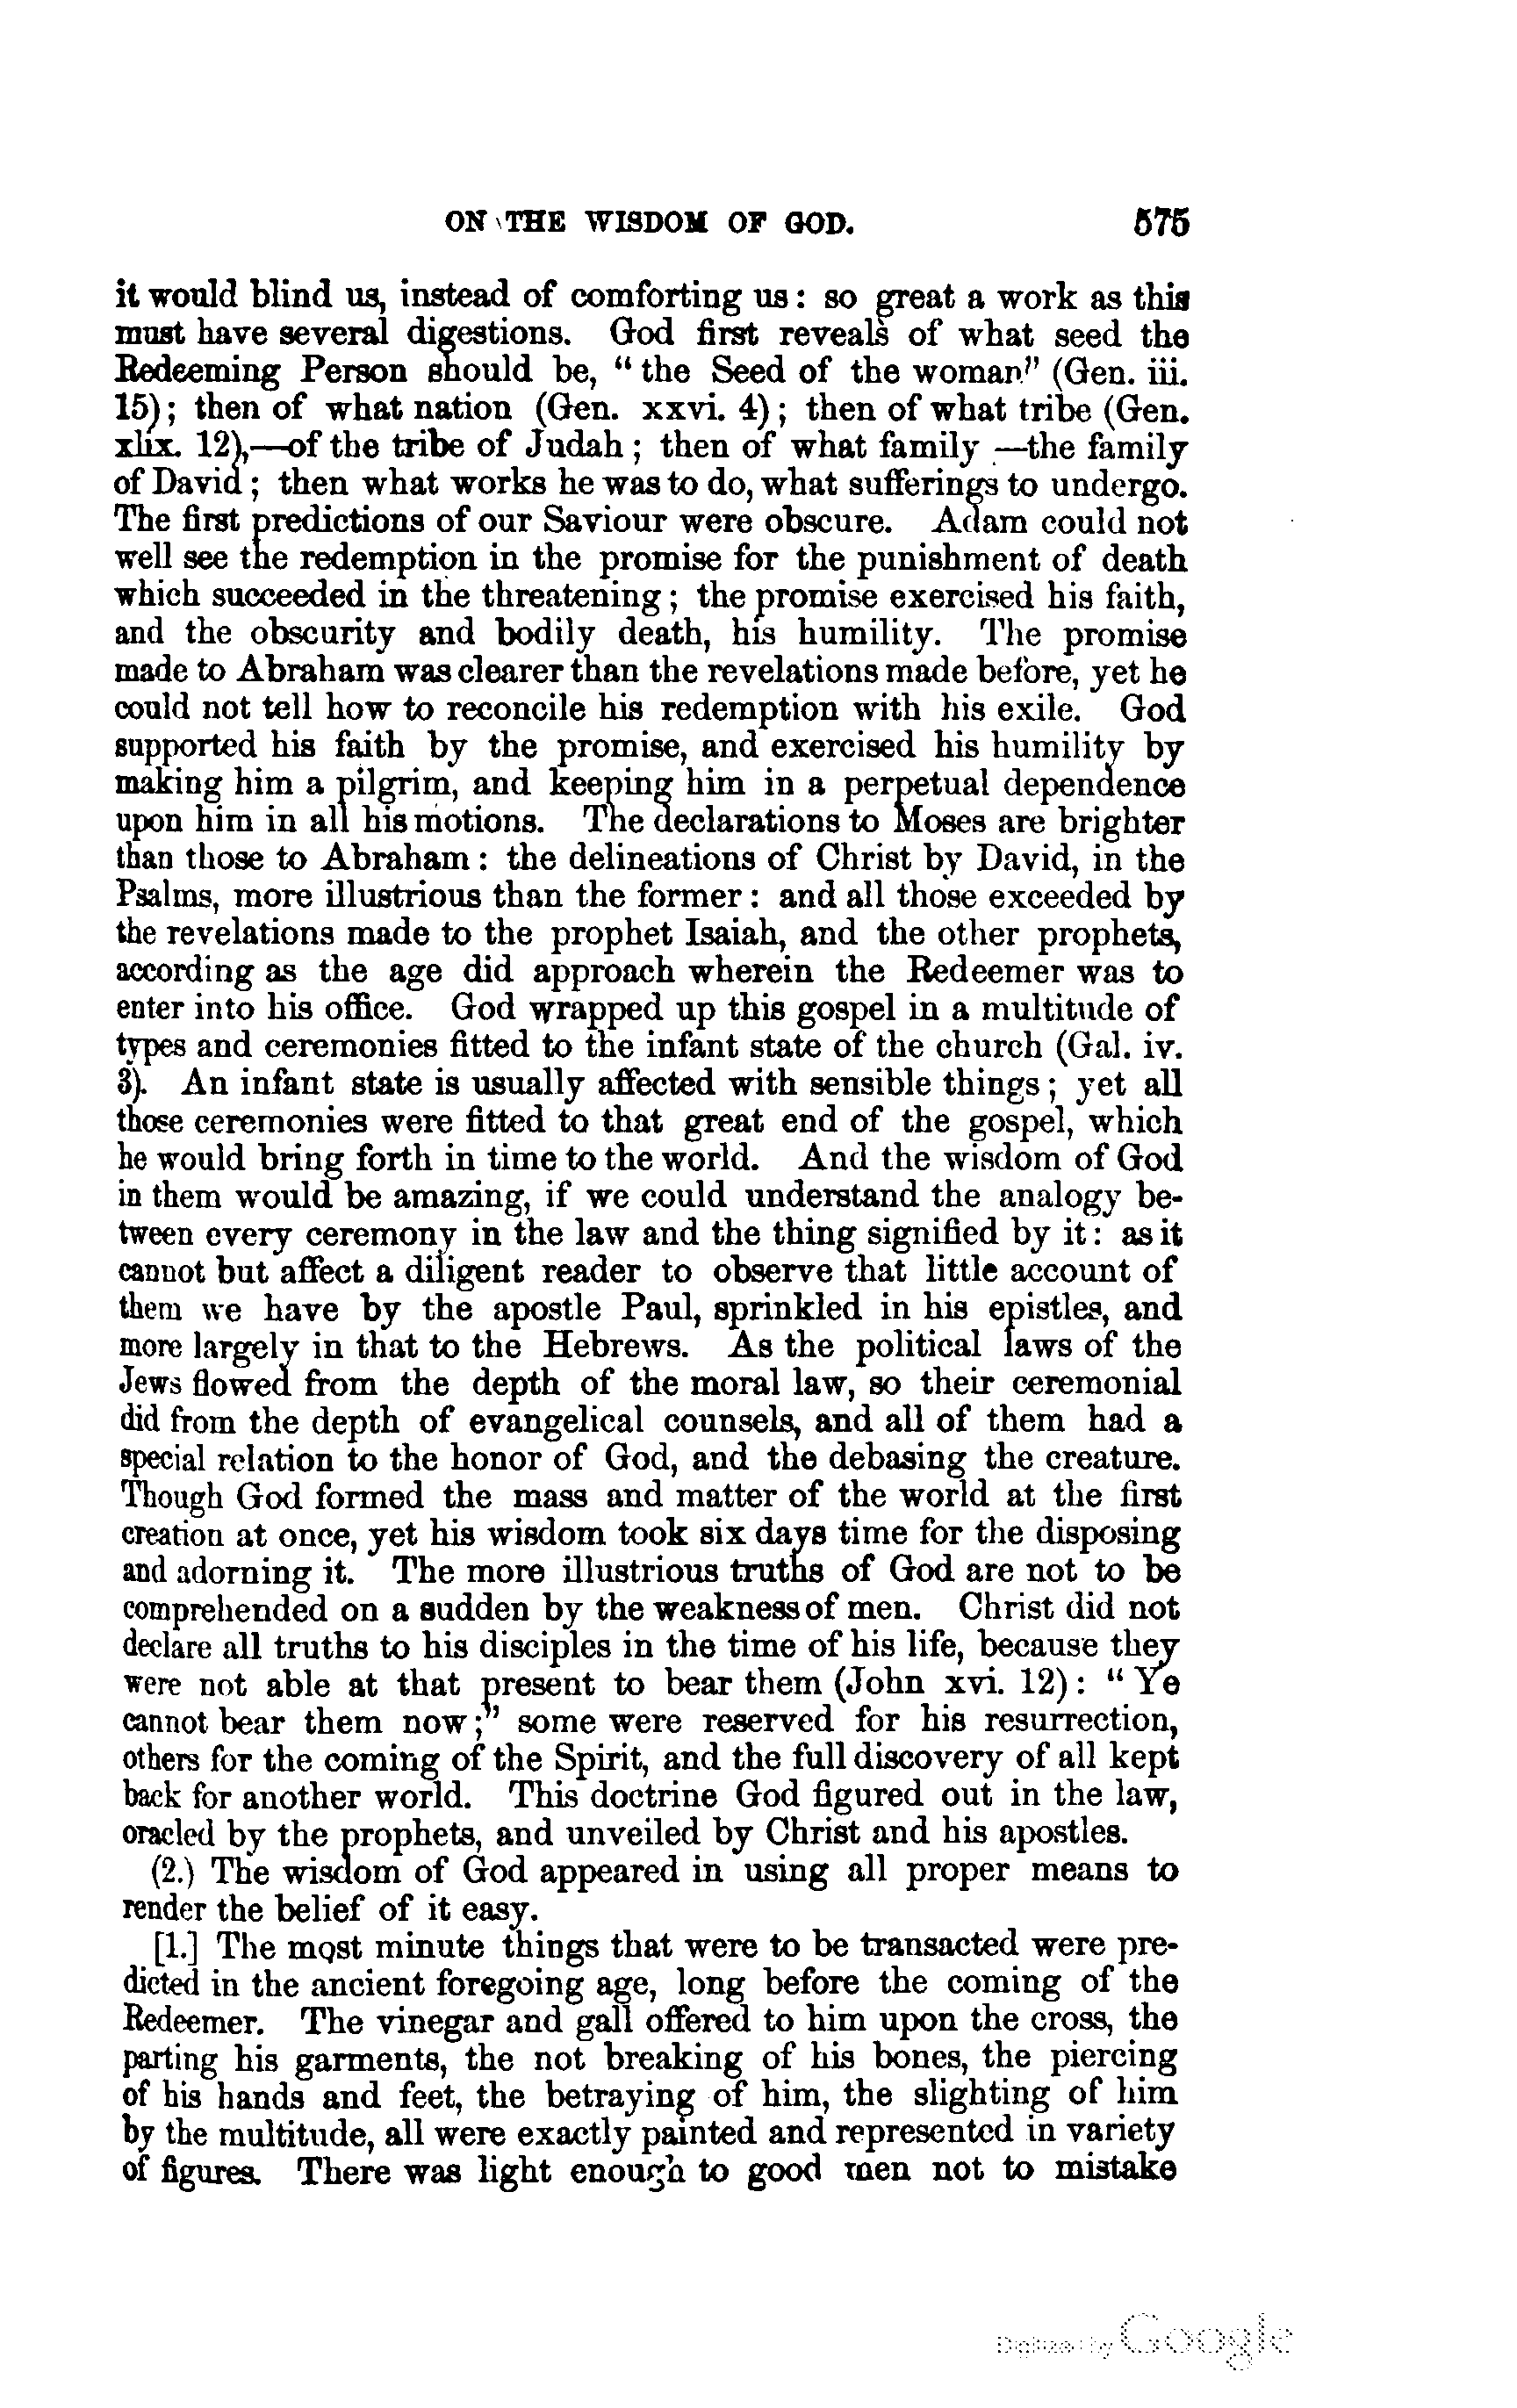 ON THE WISDOM OF GOD. 575
it would blind us, instead of comforting us: so great a work as this
must have several digestions. God first reveals of what seed the
Redeeming Person should be, “the Seed of the woman” (Gen. iii.
15); then of what nation (Gen. xxvi. 4); then of what tribe (Gen.
xlix. 12),—of the tribe of Judah; then of what family —the family
of David; then what works he was to do, what sufferings to undergo.
The first predictions of our Saviour were obscure. Adam could not
well see the redemption in the promise for the punishment of death
which succeeded in the threatening; the promise exercised his faith,
and the obscurity and bodily death, his humility. The promise
made to Abraham was clearer than the revelations made before, yet he
could not tell how to reconcile his redemption with his exile. God
supported his faith by the promise, and exercised his humility by
making him a pilgrim, and keeping him in a perpetual dependence
upon him in all his motions. The declarations to Moses are brighter
than those to Abraham: the delineations of Christ by David, in the
Psalms, more illustrious than the former: and all those exceeded by
the revelations made to the prophet Isaiah, and the other prophets,
according as the age did approach wherein the Redeemer was to
enter into his office. God wrapped up this gospel in a multitude of
types and ceremonies fitted to the infant state of the church (Gal. iv.
3). An infant state is usually affected with sensible things; yet all
those ceremonies were fitted to that great end of the gospel, which
he would bring forth in time to the world. And the wisdom of God
in them would be amazing, if we could understand the analogy be-
tween every ceremony in the law and the thing signified by it: as it
cannot but affect a diligent reader to observe that little account of
them we have by the apostle Paul, sprinkled in his epistles, and
more largely in that to the Hebrews. As the political laws of the
Jews flowed from the depth of the moral law, so their ceremonial
did from the depth of evangelical counsels, and all of them had a
special relation to the honor of God, and the debasing the creature.
Though God formed the mass and matter of the world at the first
creation at once, yet his wisdom took six days time for the disposing
and adorning it. The more illustrious truths of God are not to be
comprehended on a sudden by the weakness of men. Christ did not
declare all truths to his disciples in the time of his life, because they
were not able at that present to bear them (John xvi. 12): “Ye
cannot bear them now;” some were reserved for his resurrection,
others for the coming of the Spirit, and the full discovery of all kept
back for another world. This doctrine God figured out in the law,
oracled by the prophets, and unveiled by Christ and his apostles.
(2.) The wisdom of God appeared in using all proper means to
render the belief of it easy.
[1.] The most minute things that were to be transacted were pre-
dicted in the ancient foregoing age, long before the coming of the
Redeemer. The vinegar and gall offered to him upon the cross, the
parting his garments, the not breaking of his bones, the piercing
of his hands and feet, the betraying of him, the slighting of him
by the multitude, all were exactly painted and represented in variety
of figures. There was light enough to good men not to mistake
Digitized by Google